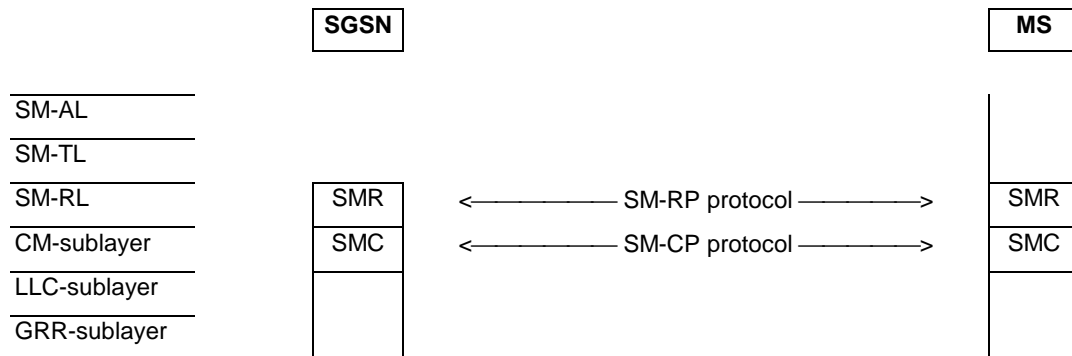 SGSN MS
SM-AL
SM-TL
SM-RL SMR <——————— SM-RP protocol ———————> SMR
CM-sublayer SMC <——————— SM-CP protocol ———————> SMC
LLC-sublayer
GRR-sublayer